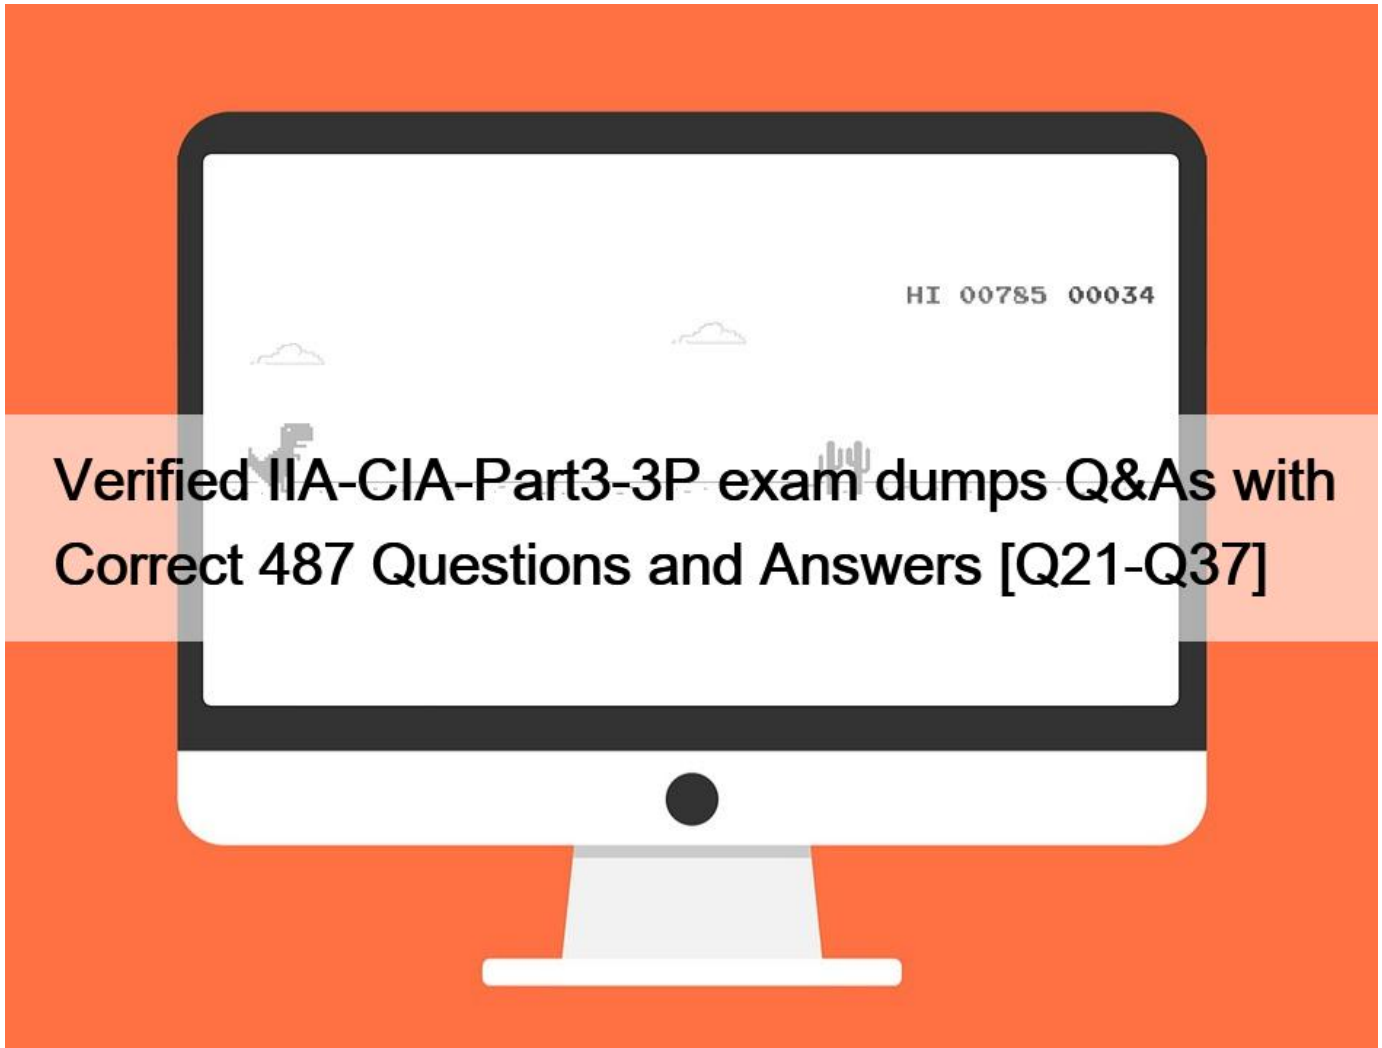 HI 00785 00034
Verified IIA-CIA-Part3-3P exam dumps Q&As with
Correct 487 Questions and Answers [Q21-Q37]